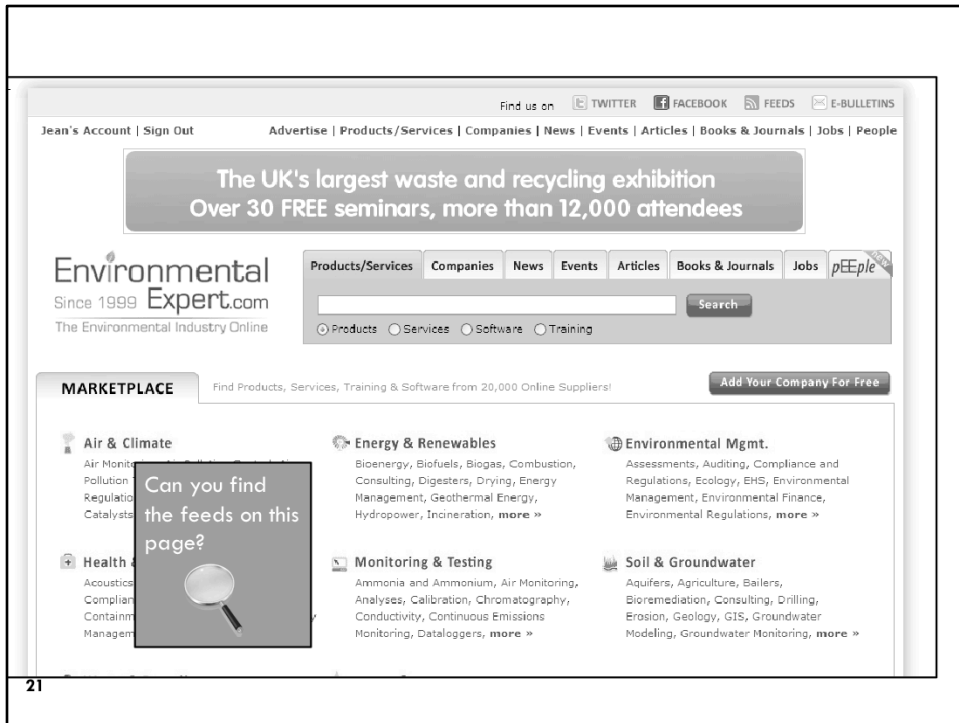 Find us on TWITTER FACEBOOK FEEDS E-BULLETINS
Jean's Account | Sign Out Advertise | Products/Services | Companies | News | Events | Articles | Books & Journals | Jobs | People
The UK's largest waste and recycling exhibition
Over 30 FREE seminars, more than 12,000 attendees
Environmental
Since 1999 Expert.com
The Environmental Industry Online
Products/Services Companies News Events Articles Books & Journals Jobs pEEple NEW
Search
Products Services Software Training
MARKETPLACE Find Products, Services, Training & Software from 20,000 Online Suppliers! Add Your Company For Free
Air & Climate
Air
Pollution
Catalysts
Can you find
the feeds on this
page?
Energy & Renewables
Bioenergy, Biofuels, Biogas, Combustion,
Consulting, Digesters, Drying, Energy
Management, Geothermal Energy,
Hydropower, Incineration, more »
Environmental Mgmt.
Assessments, Auditing, Compliance and
Regulations, Ecology, EHS, Environmental
Management, Environmental Finance,
Environmental Regulations, more »
Health &
Acoustics
Monitoring & Testing
Ammonia and Ammonium, Air Monitoring,
Analyses, Calibration, Chromatography,
Conductivity, Continuous Emissions
Monitoring, Dataloggers, more »
Soil & Groundwater
Aquifers, Agriculture, Bailers,
Bioremediation, Consulting, Drilling,
Erosion, Geology, GIS, Groundwater
Modeling, Groundwater Monitoring, more »
21